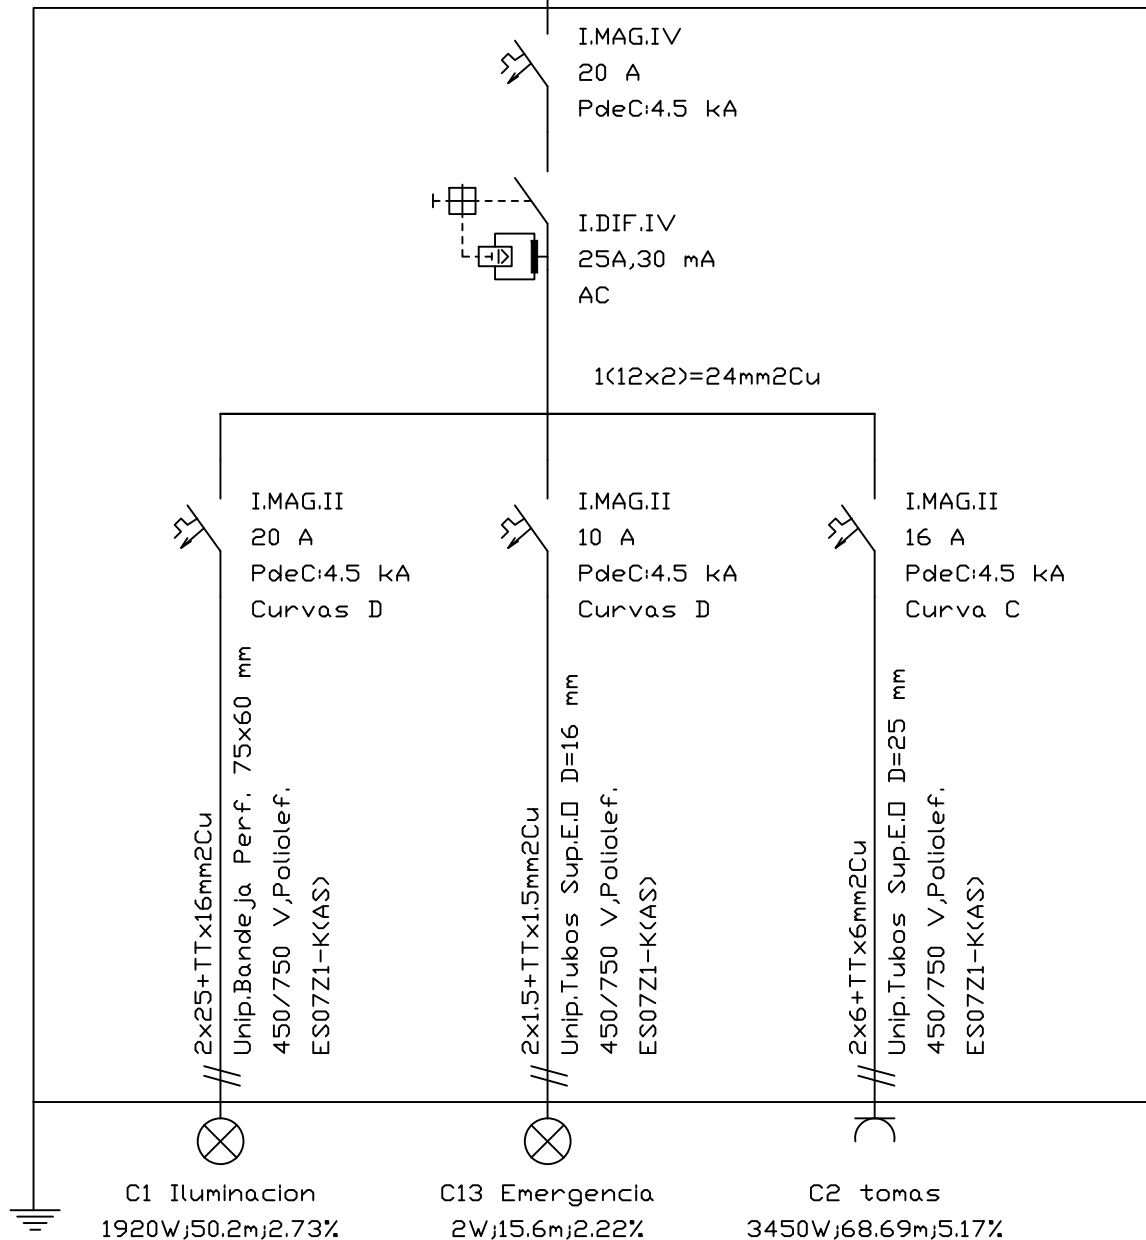 I.MAG.IV
20 A
PdeC:4.5 kA
I.DIF.IV
25A,30 mA
AC
1(12x2)=24mm2Cu
I.MAG.II
20 A
PdeC:4.5 kA
Curvas D
I.MAG.II
10 A
PdeC:4.5 kA
Curvas D
I.MAG.II
16 A
PdeC:4.5 kA
Curva C
2x25+TTx16mm2Cu
Unip.Bandeja Perf. 75x60 mm
450/750 V,Poliolef.
ES07Z1-K(AS)
2x1.5+TTx1.5mm2Cu
Unip.Tubos Sup.E.O D=16 mm
450/750 V,Poliolef.
ES07Z1-K(AS)
2x6+TTx6mm2Cu
Unip.Tubos Sup.E.O D=25 mm
450/750 V,Poliolef.
ES07Z1-K(AS)
C1 Iluminacion
1920W;50.2m;2.73%
C13 Emergencia
2W;15.6m;2.22%
C2 tomas
3450W;68.69m;5.17%